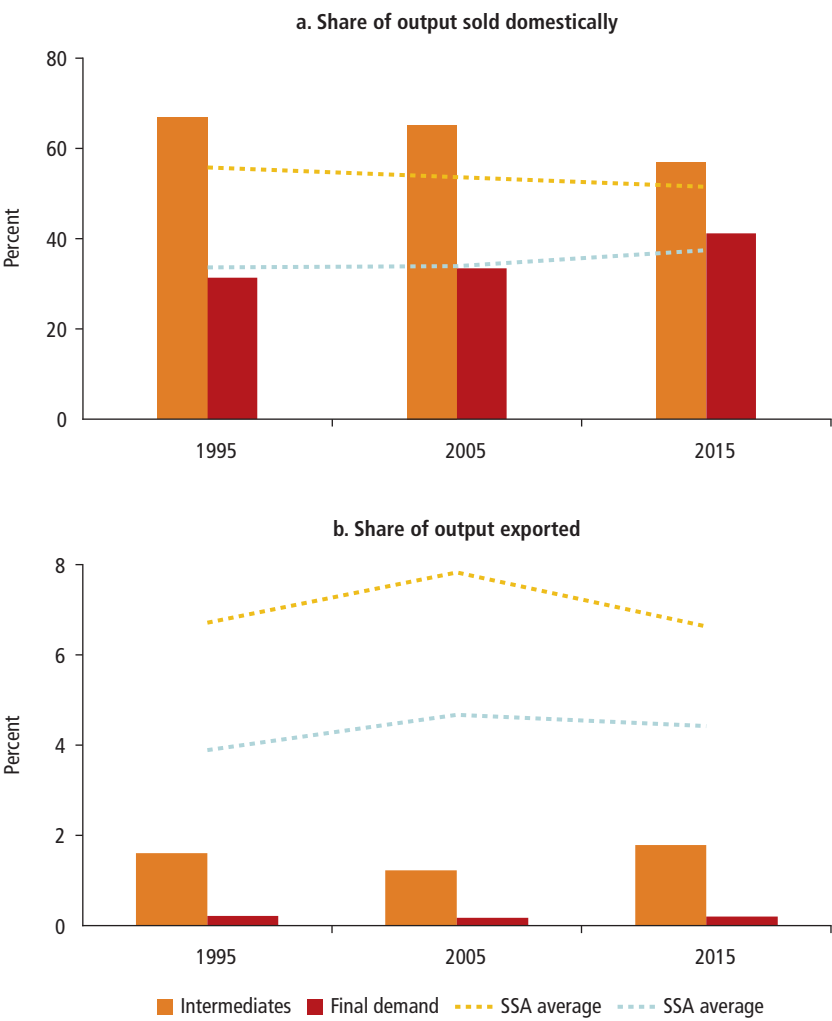 a. Share of output sold domestically
80
60
40
20
0
Percent
1995 2005 2015
b. Share of output exported
8
6
4
2
0
Percent
1995 2005 2015
Intermediates Final demand SSA average SSA average